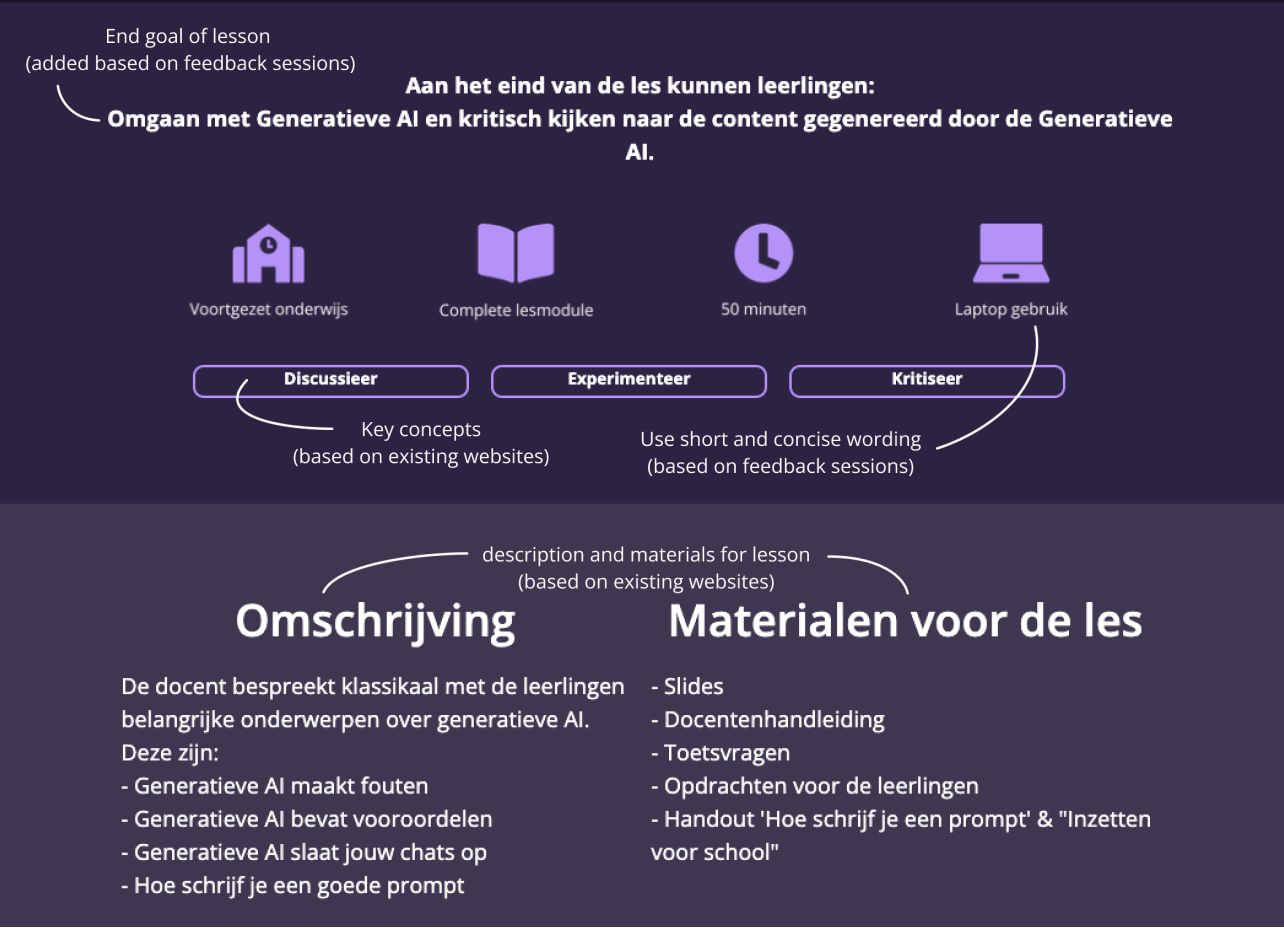 End goal of lesson
(added based on feedback sessions)
Aan het eind van de les kunnen leerlingen:
Omgaan met Generatieve AI en kritisch kijken naar de content gegenereerd door de Generatieve
AI.
Voortgezet onderwijs
Complete lesmodule
50 minuten
Laptop gebruik
Discussieer
Experimenteer
Kritiseer
Key concepts
(based on existing websites)
Use short and concise wording
(based on feedback sessions)
description and materials for lesson
(based on existing websites)
Omschrijving
De docent bespreekt klassikaal met de leerlingen
belangrijke onderwerpen over generatieve AI.
Deze zijn:
- Generatieve AI maakt fouten
- Generatieve AI bevat vooroordelen
- Generatieve AI slaat jouw chats op
- Hoe schrijf je een goede prompt
Materialen voor de les
- Slides
- Docentenhandleiding
- Toetsvragen
- Opdrachten voor de leerlingen
- Handout 'Hoe schrijf je een prompt' & "Inzetten
voor school"